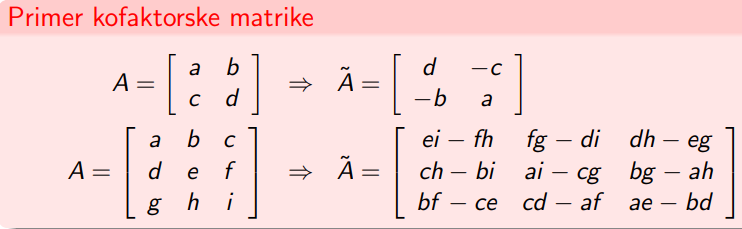 Primer kofaktorske matrike
A = [ a b ] ⇒ Ã = [ d −c ]
[ c d ] [ −b a ]
A = [ a b c ] ⇒ Ã = [ ei − fh fg − di dh − eg ]
[ d e f ] [ ch − bi ai − cg bg − ah ]
[ g h i ] [ bf − ce cd − af ae − bd ]